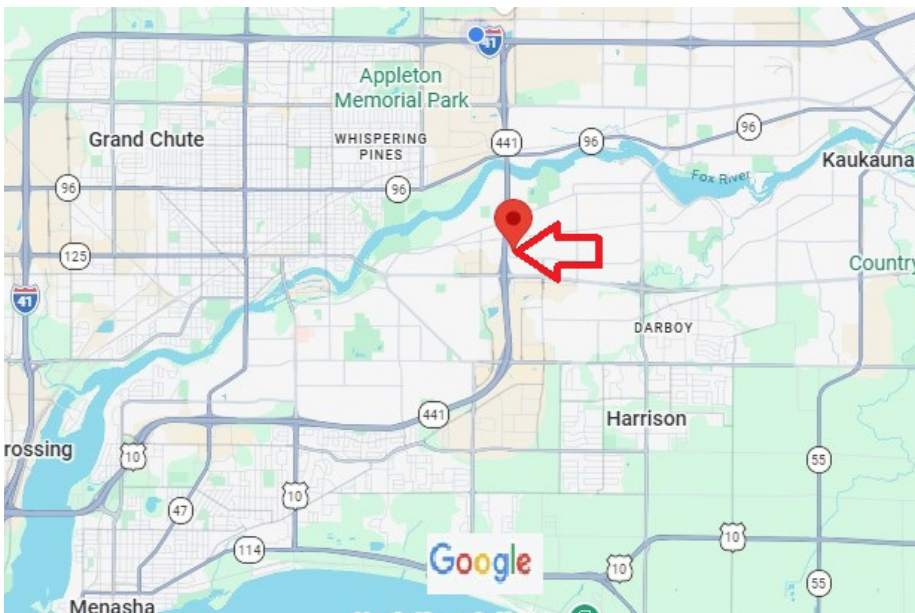 41
Appleton
Memorial Park
Grand Chute
WHISPERING
PINES
441
96
96
Kaukauna
96
96
Fox River
125
Country
41
DARBOY
441
Harrison
rossing
10
55
10
47
10
114
Google
10
55
Menasha